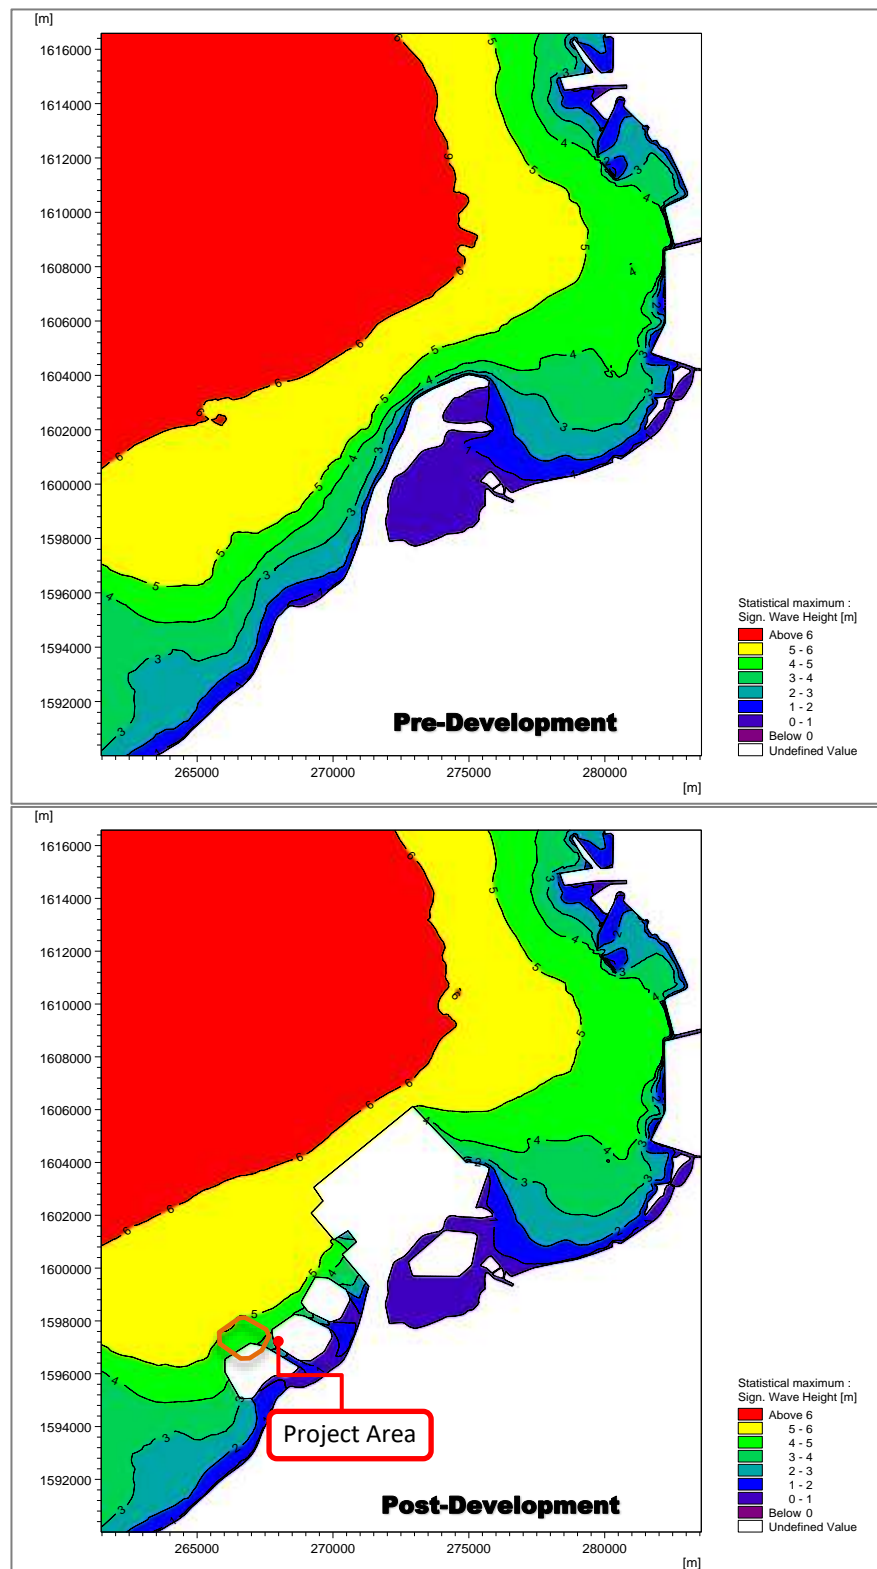 [m]
1616000
1614000
1612000
1610000
1608000
1606000
1604000
1602000
1600000
1598000
1596000
1594000
1592000
265000
270000
275000
280000
[m]
Pre-Development
Statistical maximum :
Sign. Wave Height [m]
Above 6
5 - 6
4 - 5
3 - 4
2 - 3
1 - 2
0 - 1
Below 0
Undefined Value
[m]
1616000
1614000
1612000
1610000
1608000
1606000
1604000
1602000
1600000
1598000
1596000
1594000
1592000
265000
270000
275000
280000
[m]
Project Area
Post-Development
Statistical maximum :
Sign. Wave Height [m]
Above 6
5 - 6
4 - 5
3 - 4
2 - 3
1 - 2
0 - 1
Below 0
Undefined Value